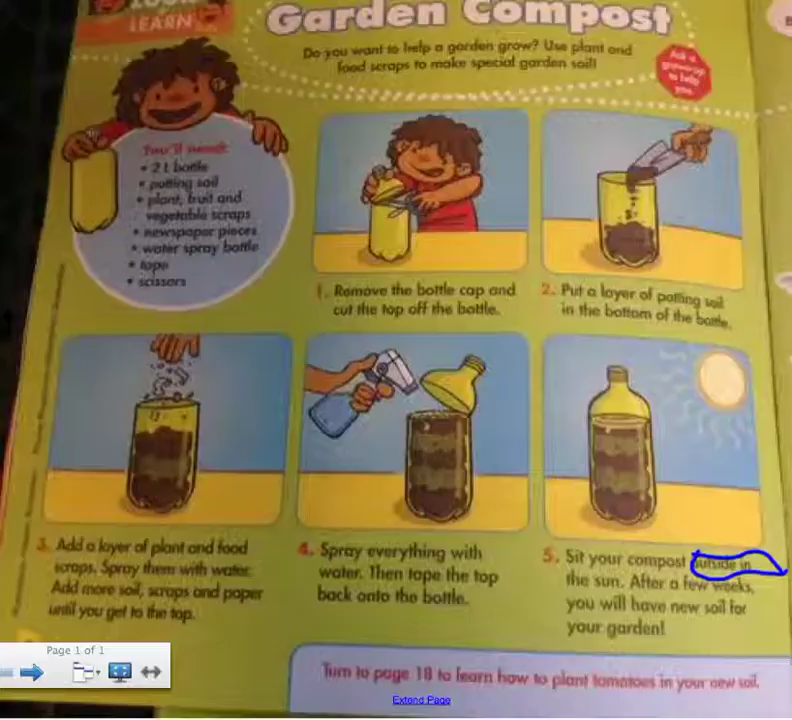 LEARN
Garden Compost
Do you want to help a garden grow? Use plant and
food scraps to make special garden soil!
Ask a
grown-up
to help
you.
You'll need:
• 2 L bottle
• potting soil
• plant, fruit and
vegetable scraps
• newspaper pieces
• water spray bottle
• tape
• scissors
1. Remove the bottle cap and
cut the top off the bottle.
2. Put a layer of potting soil
in the bottom of the bottle.
3. Add a layer of plant and food
scraps. Spray them with water.
Add more soil, scraps and paper
until you get to the top.
4. Spray everything with
water. Then tape the top
back onto the bottle.
5. Sit your compost outside in
the sun. After a few weeks,
you will have new soil for
your garden!
Page 1 of 1
Turn to page 18 to learn how to plant tomatoes in your new soil.
Extend Page